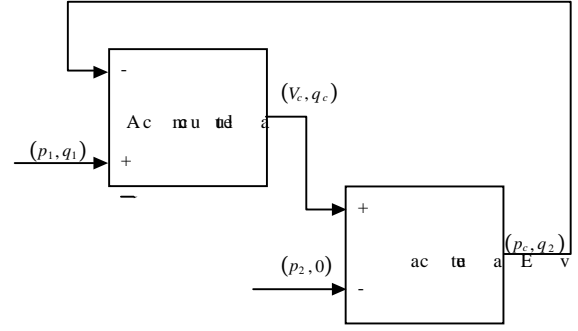 -
(V_c, q_c)
(p_1, q_1)
+
+
(p_c, q_2)
(p_2, 0)
-